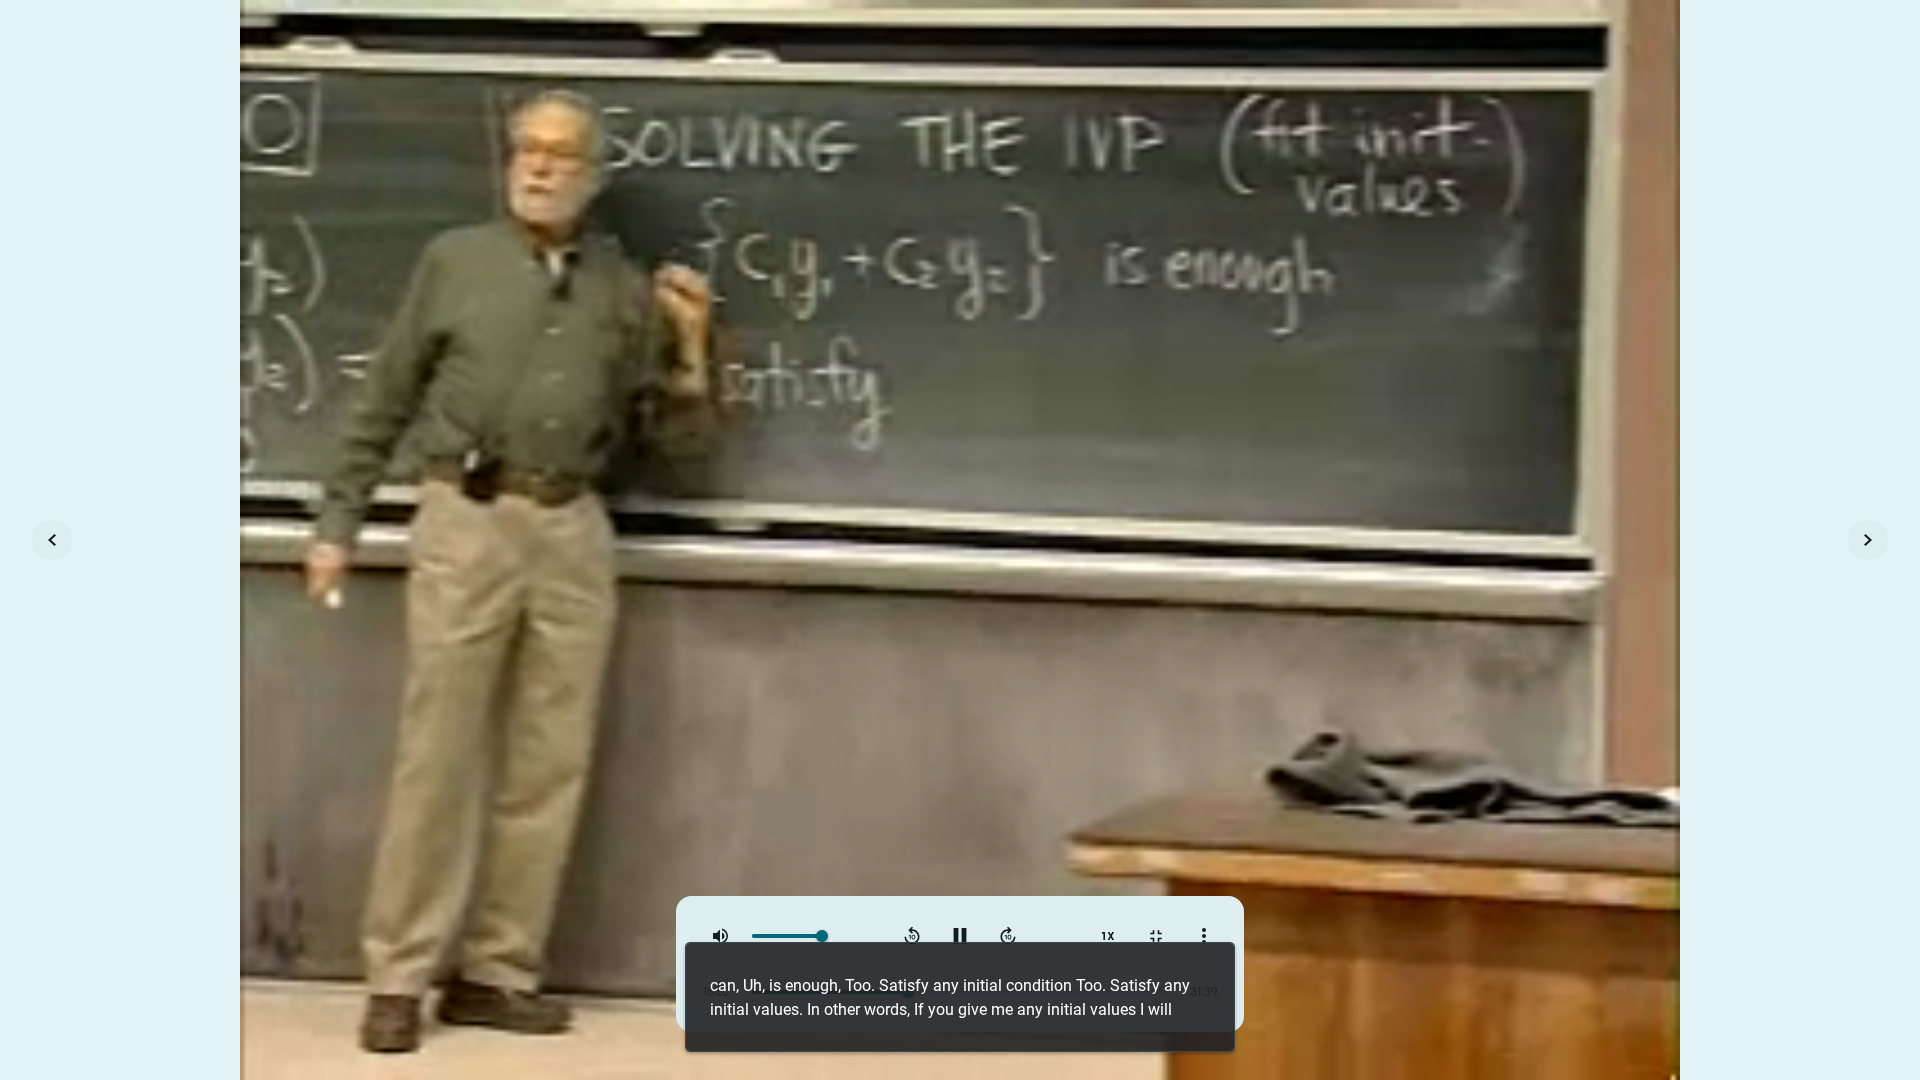 O
SOLVING THE IVP (fit init.
values)
{c₁y₁ + c₂y₂} is enough
satisfy
1X
can, Uh, is enough, Too. Satisfy any initial condition Too. Satisfy any
initial values. In other words, If you give me any initial values I will